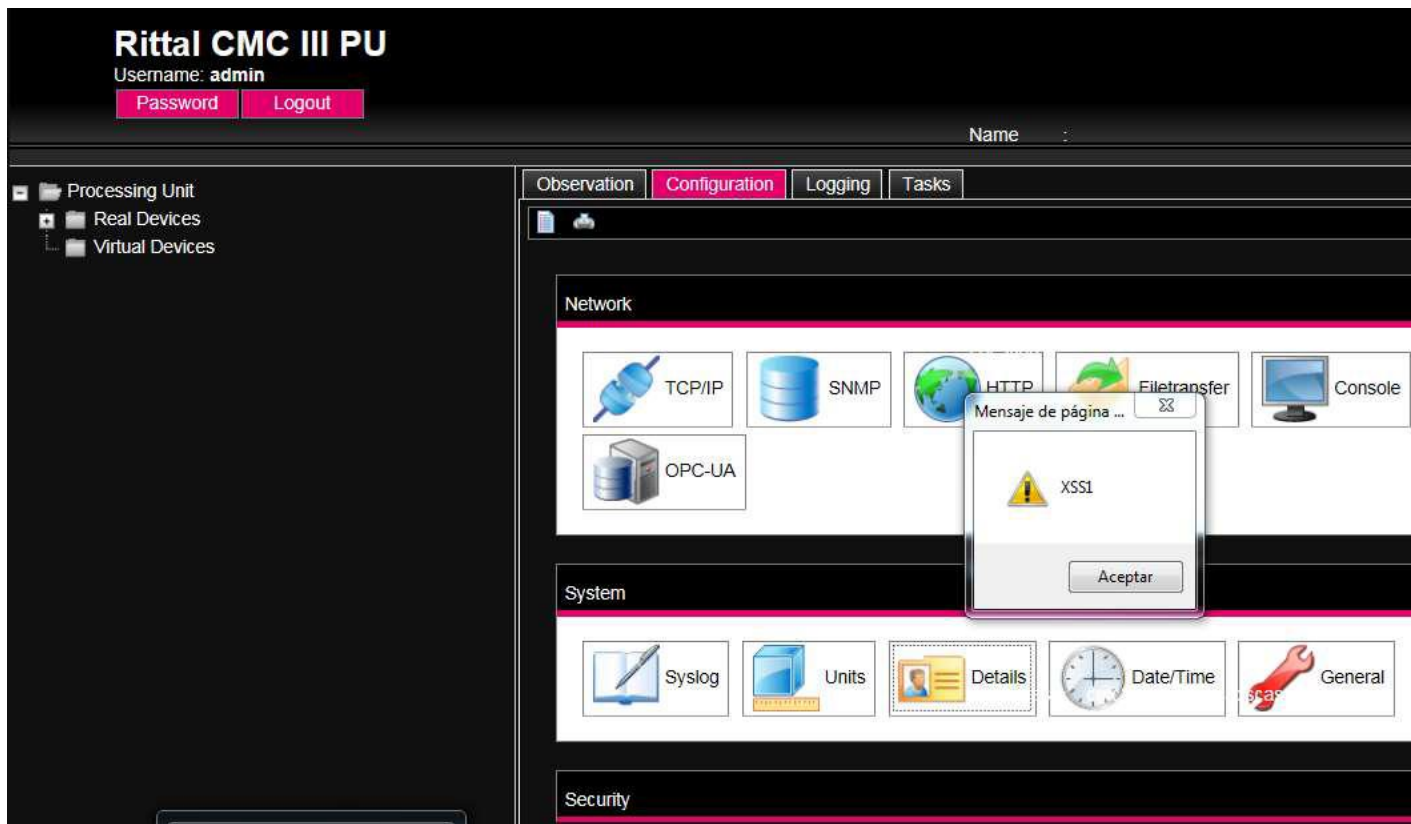 Rittal CMC III PU
Username: admin
Password Logout
Name :
Processing Unit
Real Devices
Virtual Devices
Observation Configuration Logging Tasks
Network
TCP/IP SNMP HTTP Filetransfer Console
OPC-UA
Mensaje de página ...
XSS1
Aceptar
System
Syslog Units Details Date/Time General
Security